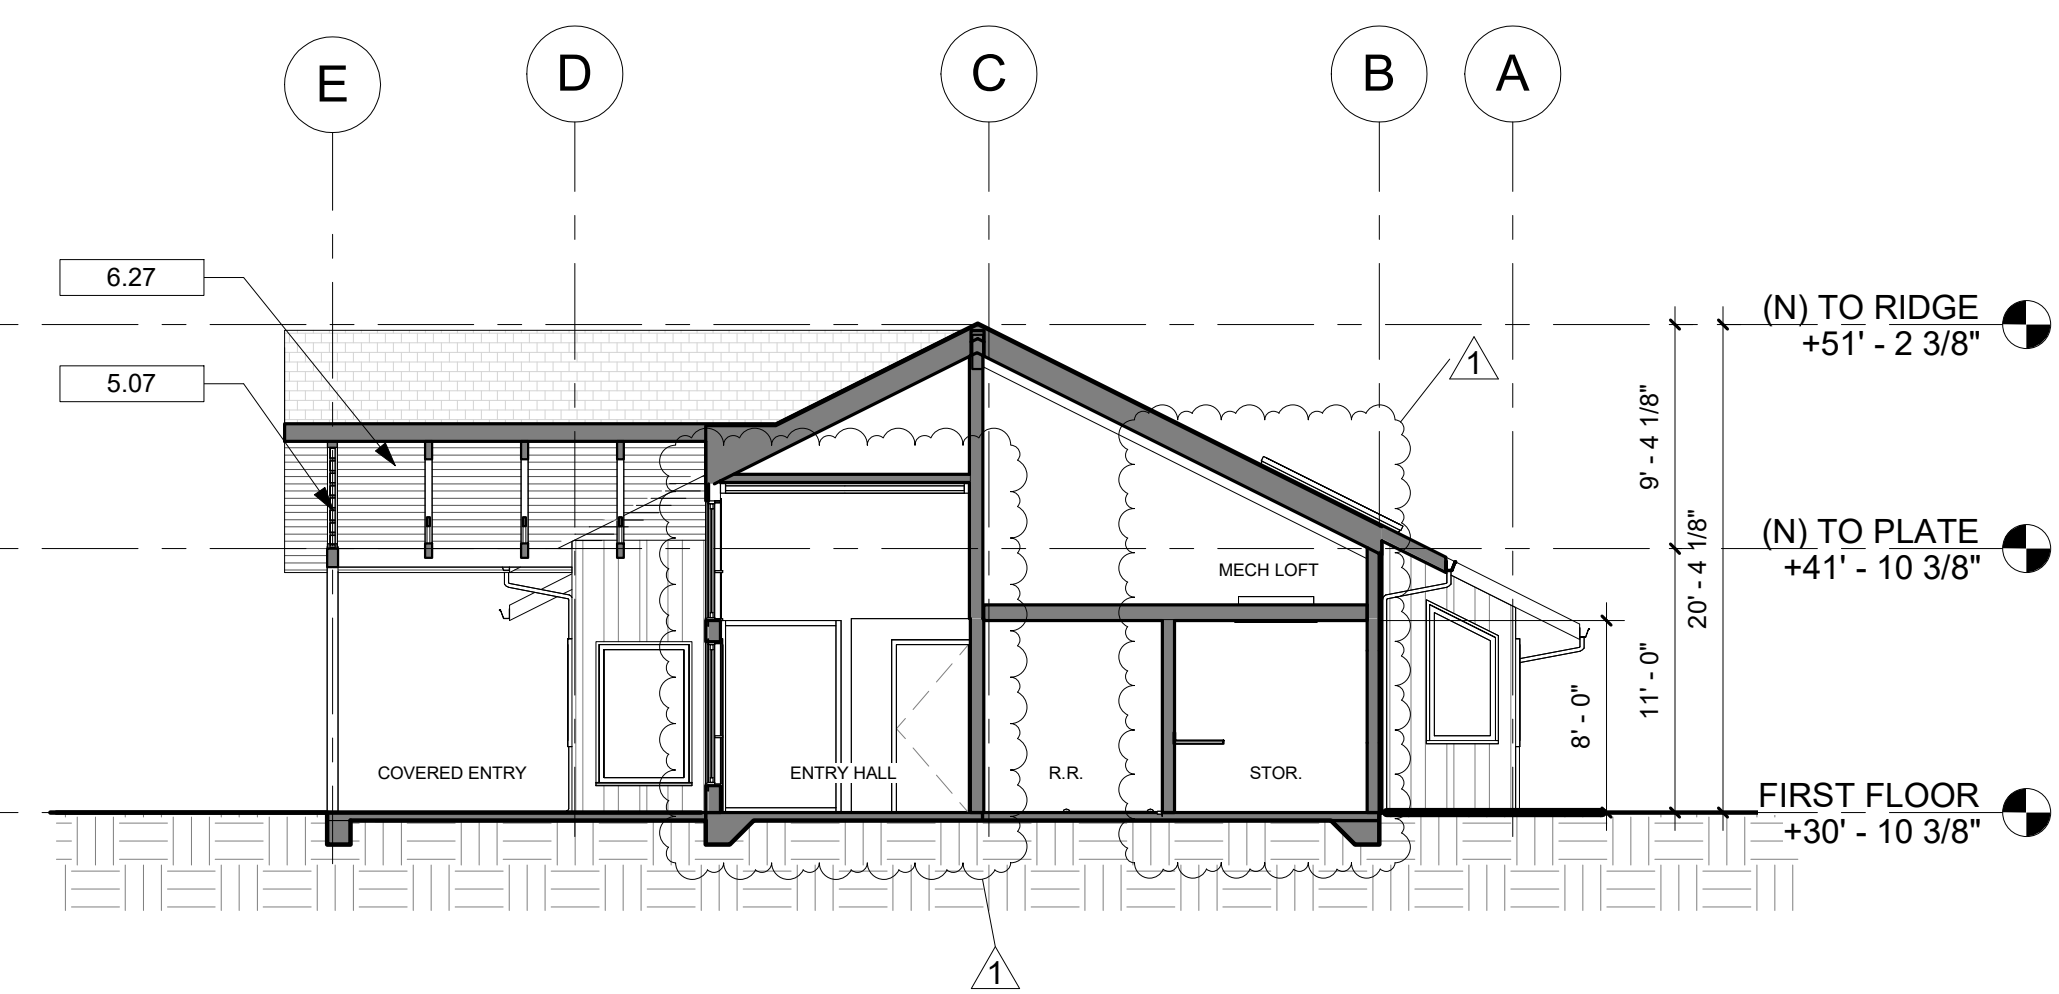 E
D
C
B
A
6.27
5.07
(N) TO RIDGE
+51' - 2 3/8"
1
9' - 4 1/8"
20' - 4 1/8"
(N) TO PLATE
+41' - 10 3/8"
MECH LOFT
11' - 0"
8' - 0"
COVERED ENTRY
ENTRY HALL
R.R.
STOR.
FIRST FLOOR
+30' - 10 3/8"
1